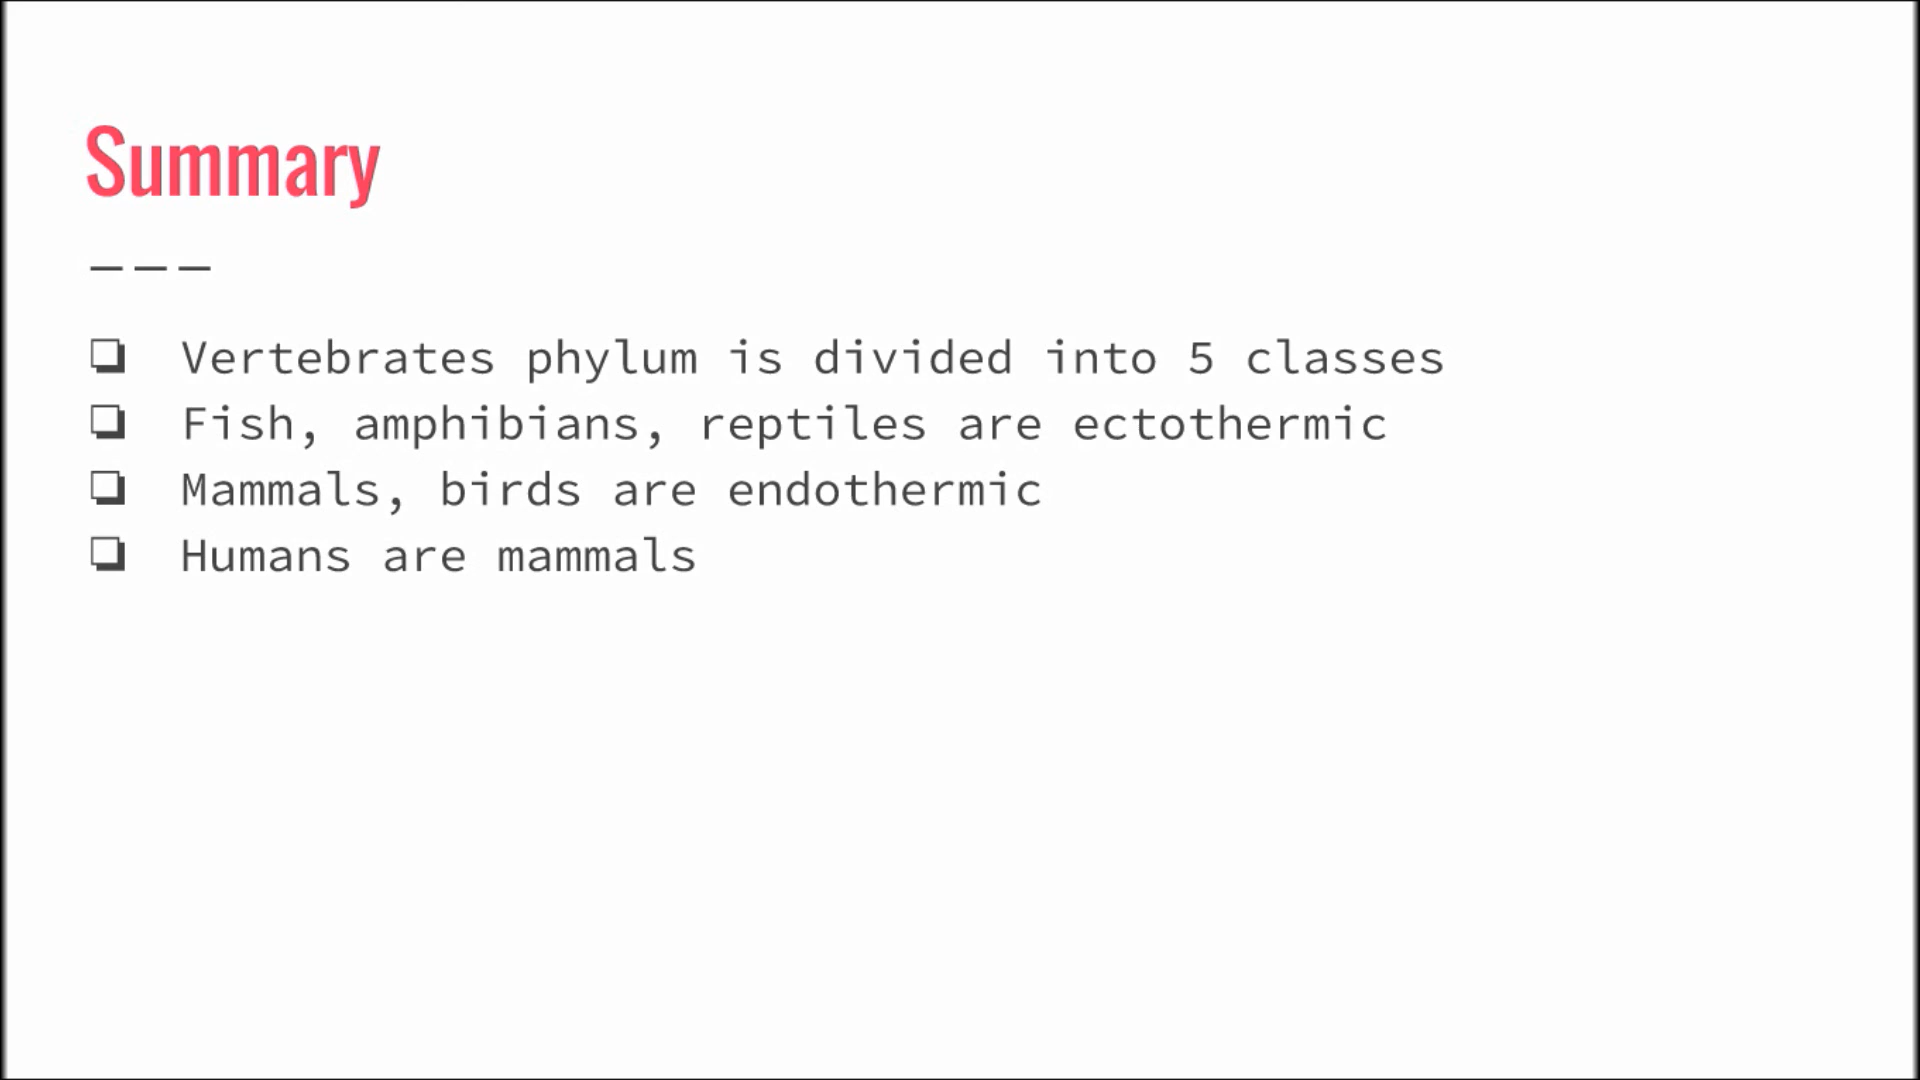 Summary
———
❏ Vertebrates phylum is divided into 5 classes
❏ Fish, amphibians, reptiles are ectothermic
❏ Mammals, birds are endothermic
❏ Humans are mammals